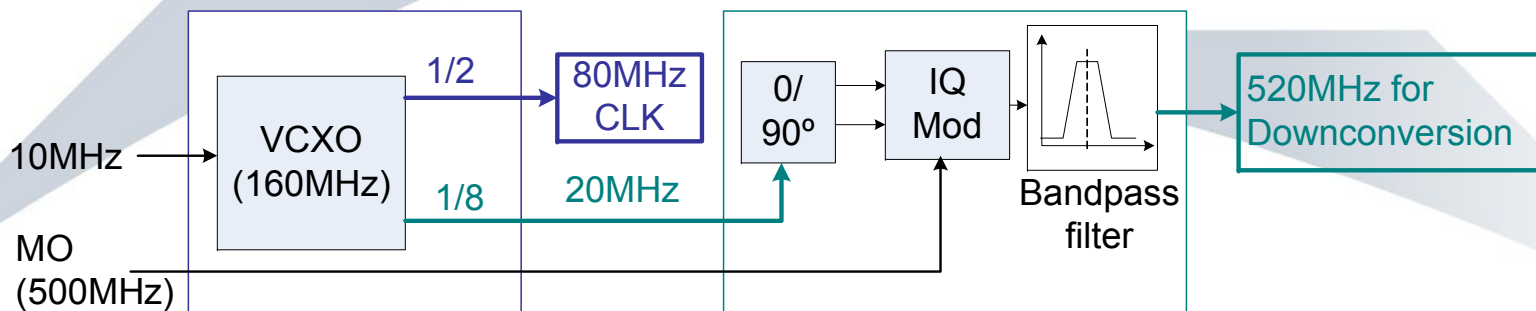 10MHz
MO
(500MHz)
VCXO
(160MHz)
1/2
1/8
80MHz
CLK
20MHz
0/
90º
IQ
Mod
Bandpass
filter
520MHz for
Downconversion